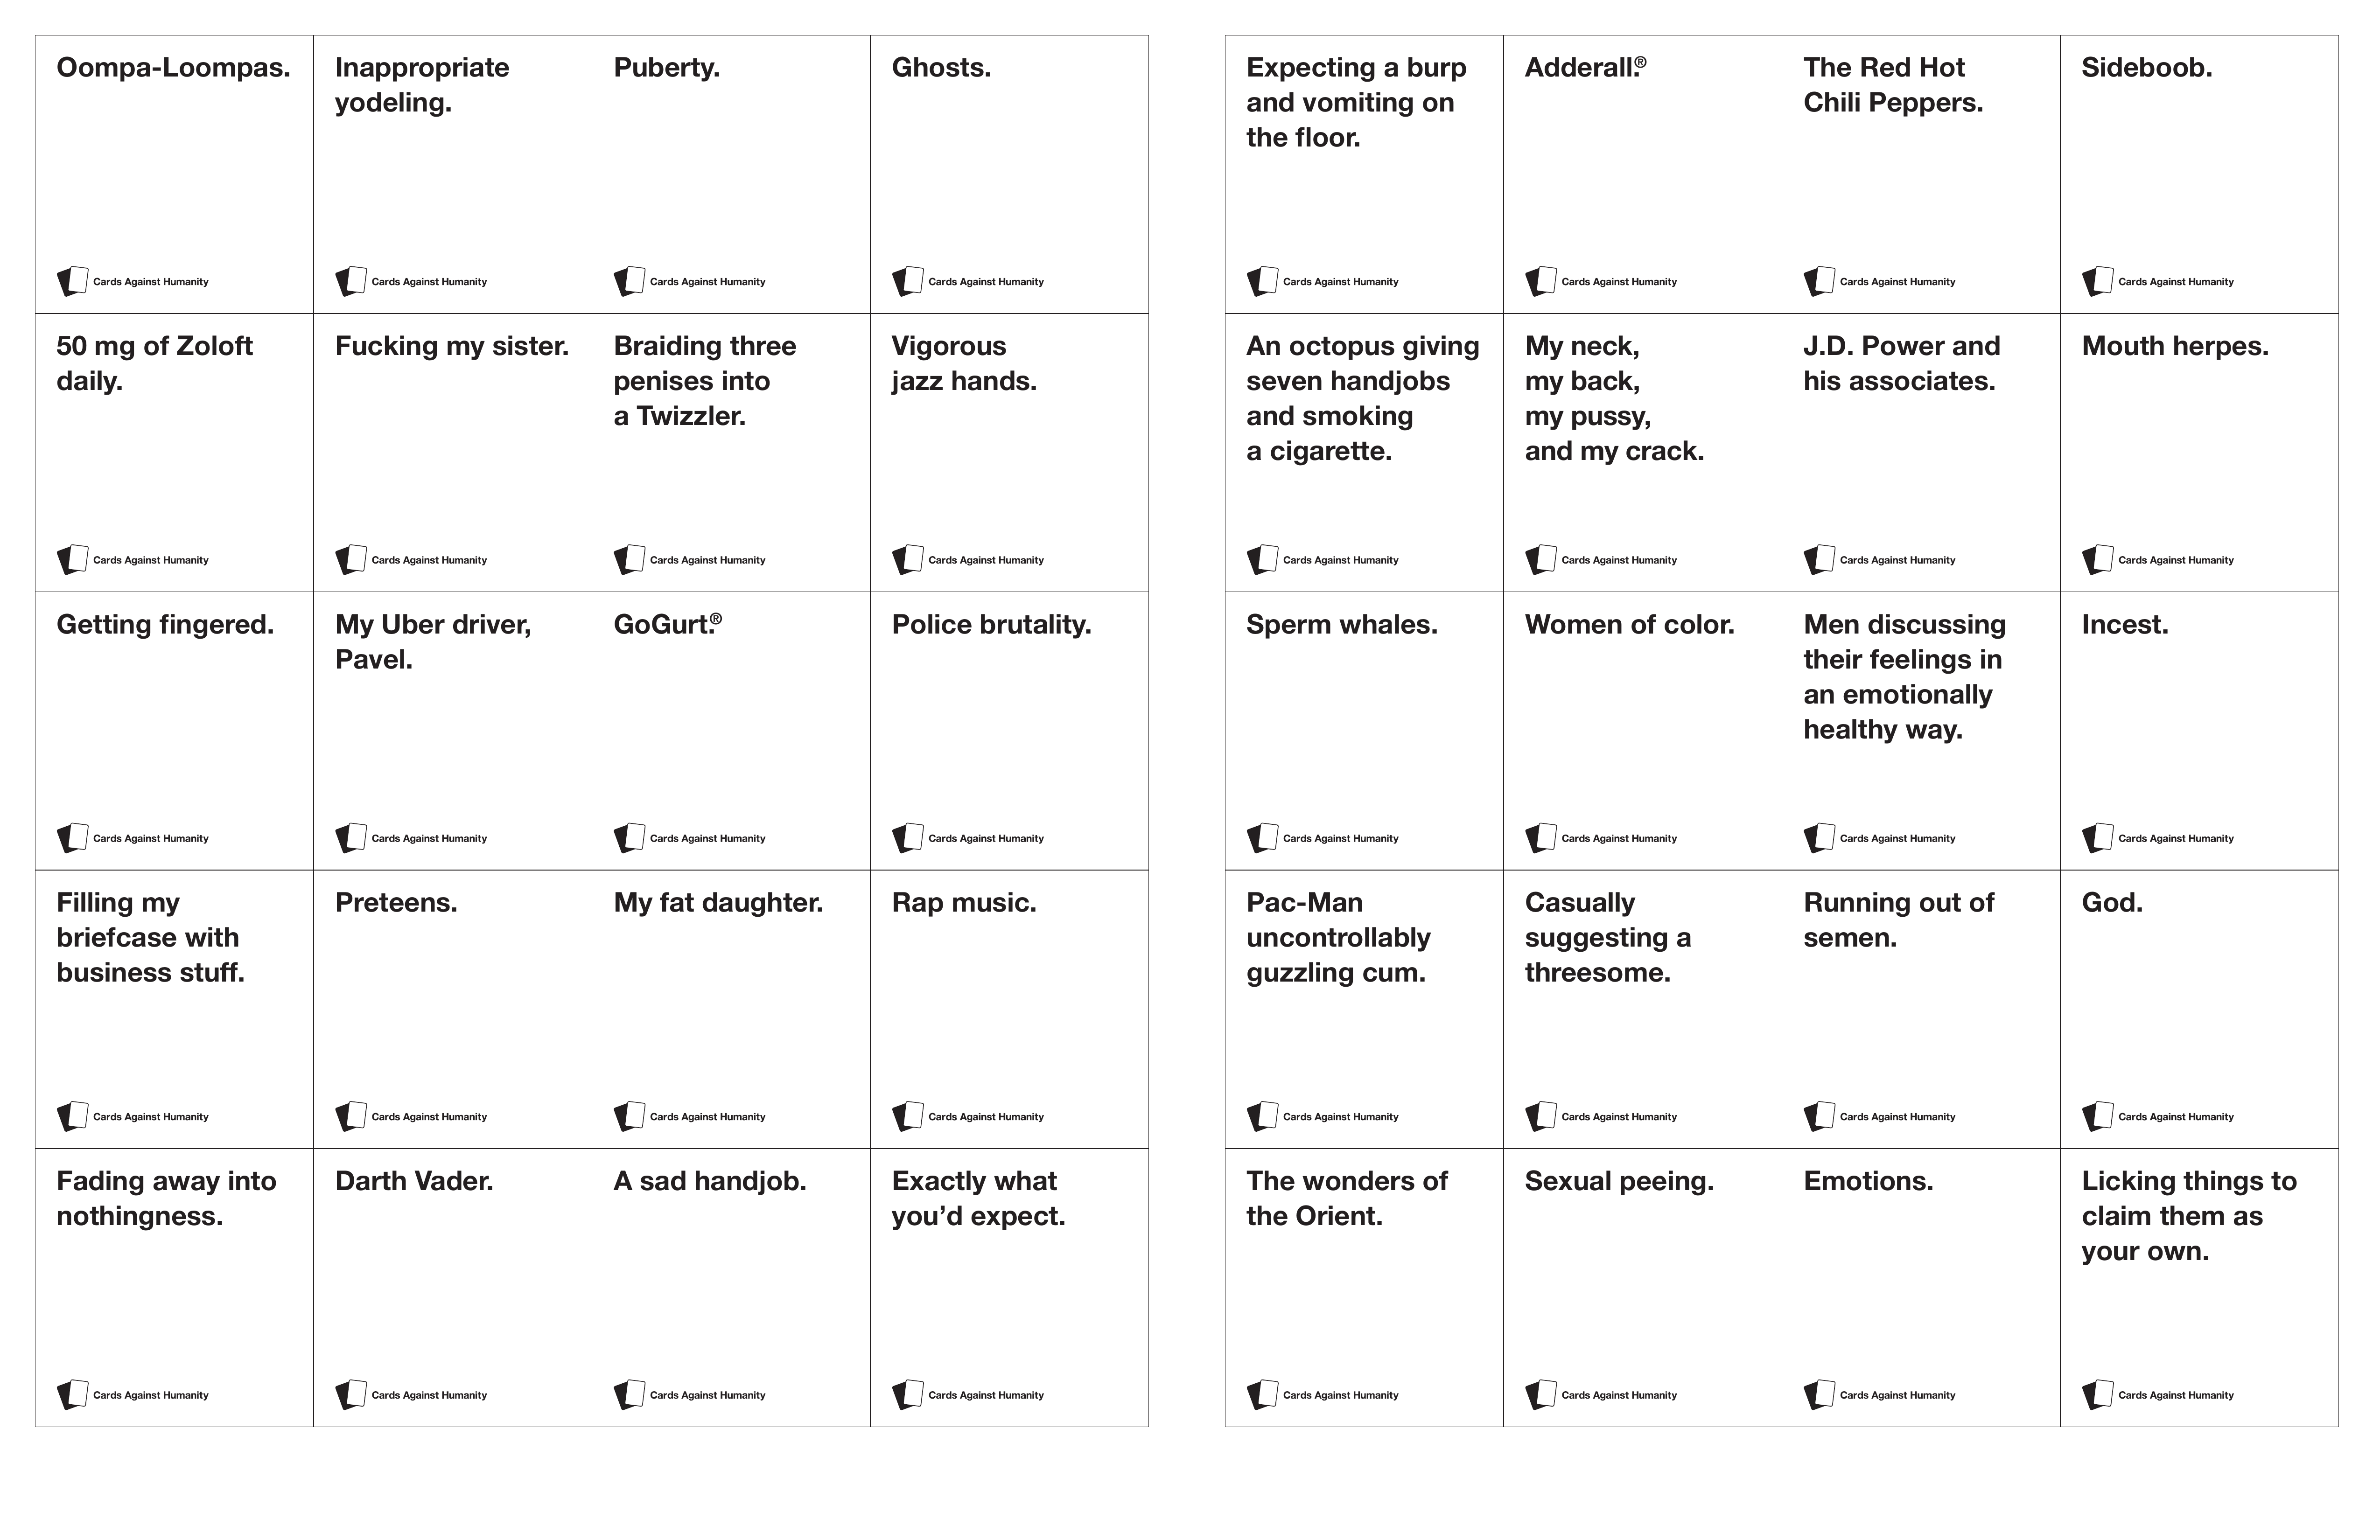 Oompa-Loompas.
Cards Against Humanity
Inappropriate
yodeling.
Cards Against Humanity
Puberty.
Cards Against Humanity
Ghosts.
Cards Against Humanity
50 mg of Zoloft
daily.
Cards Against Humanity
Fucking my sister.
Cards Against Humanity
Braiding three
penises into
a Twizzler.
Cards Against Humanity
Vigorous
jazz hands.
Cards Against Humanity
Getting fingered.
Cards Against Humanity
My Uber driver,
Pavel.
Cards Against Humanity
GoGurt.®
Cards Against Humanity
Police brutality.
Cards Against Humanity
Filling my
briefcase with
business stuff.
Cards Against Humanity
Preteens.
Cards Against Humanity
My fat daughter.
Cards Against Humanity
Rap music.
Cards Against Humanity
Fading away into
nothingness.
Cards Against Humanity
Darth Vader.
Cards Against Humanity
A sad handjob.
Cards Against Humanity
Exactly what
you’d expect.
Cards Against Humanity
Expecting a burp
and vomiting on
the floor.
Cards Against Humanity
Adderall.®
Cards Against Humanity
The Red Hot
Chili Peppers.
Cards Against Humanity
Sideboob.
Cards Against Humanity
An octopus giving
seven handjobs
and smoking
a cigarette.
Cards Against Humanity
My neck,
my back,
my pussy,
and my crack.
Cards Against Humanity
J.D. Power and
his associates.
Cards Against Humanity
Mouth herpes.
Cards Against Humanity
Sperm whales.
Cards Against Humanity
Women of color.
Cards Against Humanity
Men discussing
their feelings in
an emotionally
healthy way.
Cards Against Humanity
Incest.
Cards Against Humanity
Pac-Man
uncontrollably
guzzling cum.
Cards Against Humanity
Casually
suggesting a
threesome.
Cards Against Humanity
Running out of
semen.
Cards Against Humanity
God.
Cards Against Humanity
The wonders of
the Orient.
Cards Against Humanity
Sexual peeing.
Cards Against Humanity
Emotions.
Cards Against Humanity
Licking things to
claim them as
your own.
Cards Against Humanity